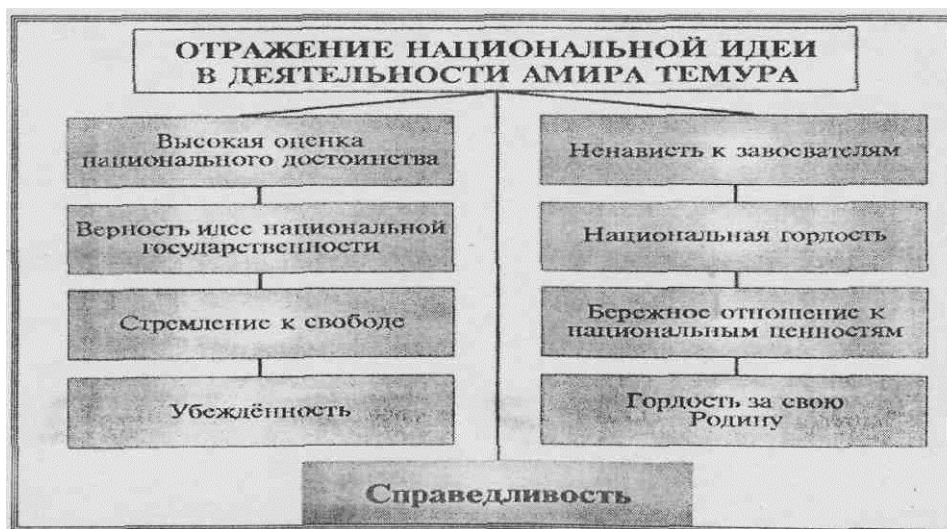 ОТРАЖЕНИЕ НАЦИОНАЛЬНОЙ ИДЕИ
В ДЕЯТЕЛЬНОСТИ АМИРА ТЕМУРА
Высокая оценка
национального достоинства
Верность идее национальной
государственности
Стремление к свободе
Убеждённость
Ненависть к завоевателям
Национальная гордость
Бережное отношение к
национальным ценностям
Гордость за свою
Родину
Справедливость